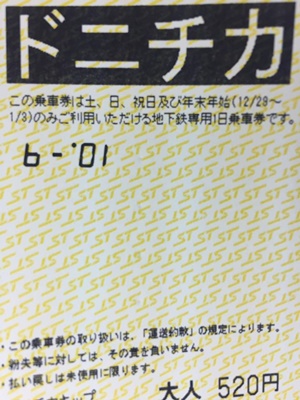 ドニチカ
この乗車券は土、日、祝日及び年末年始(12/29～
1/3)のみご利用いただける地下鉄専用1日乗車券です。
・この乗車券の取り扱いは、「運送約款」の規定によります。
・紛失等に対しては、その責を負いません。
・払い戻しは未使用に限ります。
キップ
大人 520円